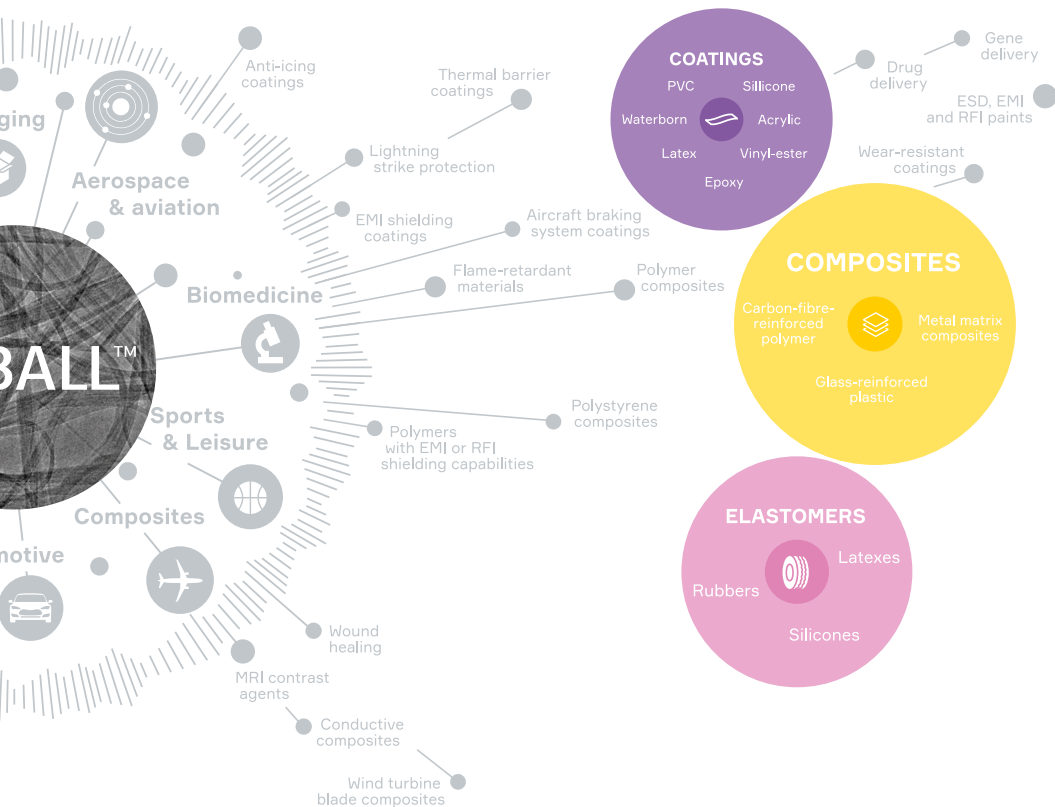 Anti-icing
coatings
Thermal barrier
coatings
Lightning
strike protection
EMI shielding
coatings
Aircraft braking
system coatings
Flame-retardant
materials
Polymer
composites
Polystyrene
composites
Polymers
with EMI or RFI
shielding capabilities
Wound
healing
MRI contrast
agents
Conductive
composites
Wind turbine
blade composites
ging
Aerospace
& aviation
Biomedicine
BALL™
Sports
& Leisure
Composites
motive
COATINGS
PVC
Sillicone
Waterborn
Acrylic
Latex
Vinyl-ester
Epoxy
Gene
delivery
Drug
delivery
ESD, EMI
and RFI paints
Wear-resistant
coatings
COMPOSITES
Carbon-fibre-
reinforced
polymer
Metal matrix
composites
Glass-reinforced
plastic
ELASTOMERS
Latexes
Rubbers
Silicones